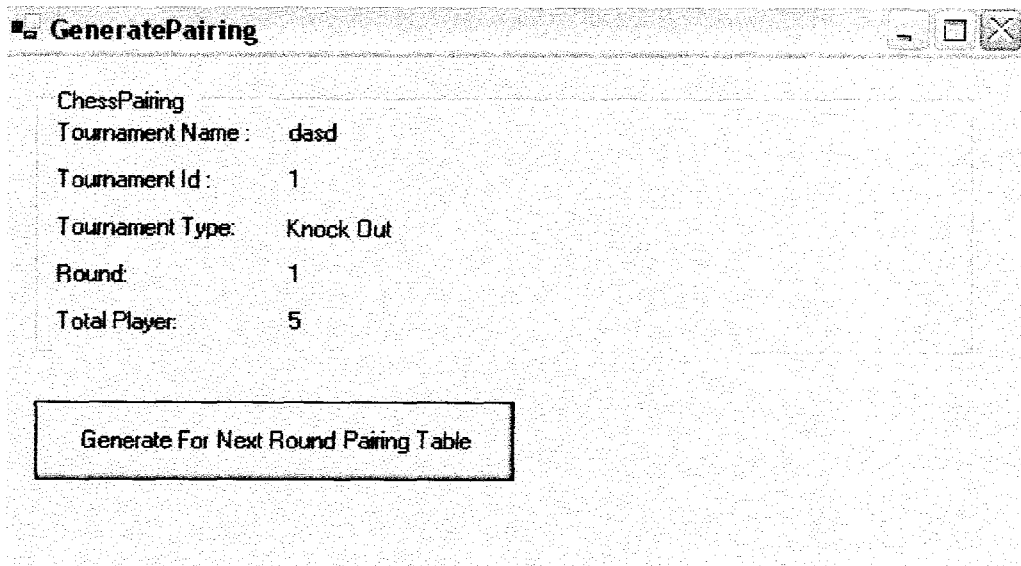 GeneratePairing
ChessPairing
Tournament Name : dasd
Tournament Id : 1
Tournament Type: Knock Out
Round: 1
Total Player: 5
Generate For Next Round Pairing Table